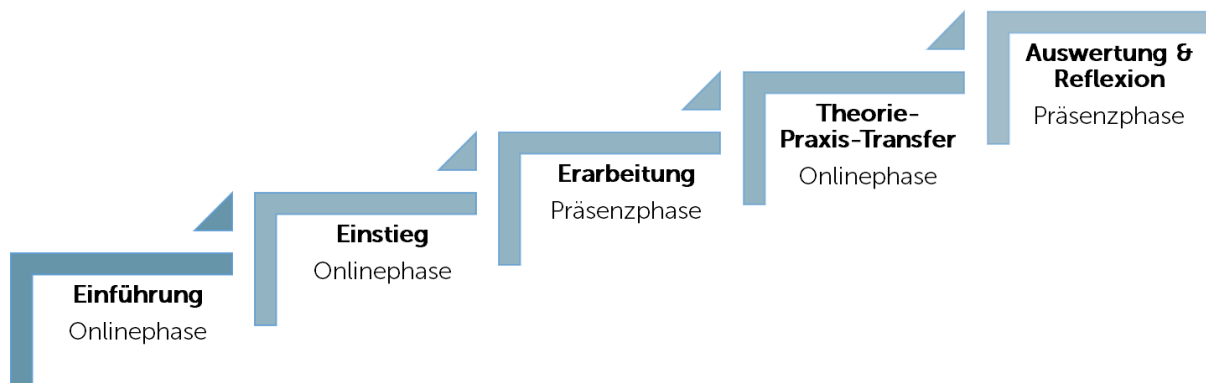 Einführung
Onlinephase
Einstieg
Onlinephase
Erarbeitung
Präsenzphase
Theorie-
Praxis-Transfer
Onlinephase
Auswertung &
Reflexion
Präsenzphase